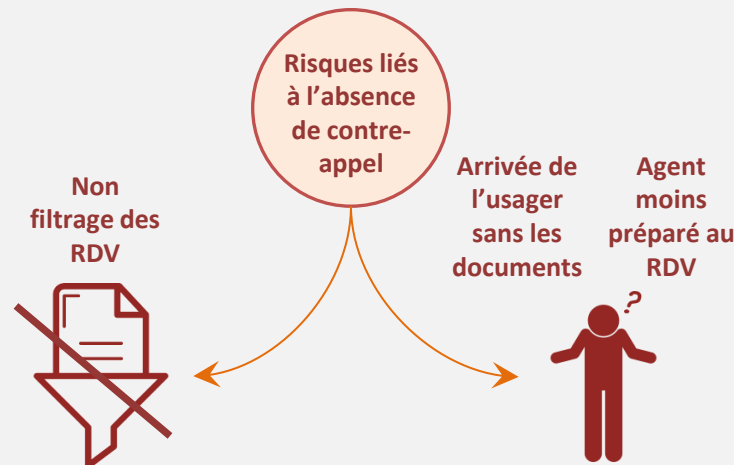 Risques liés
à l’absence
de contre-
appel
Non
filtrage des
RDV
Arrivée de
l’usager
sans les
documents
Agent
moins
préparé au
RDV
?